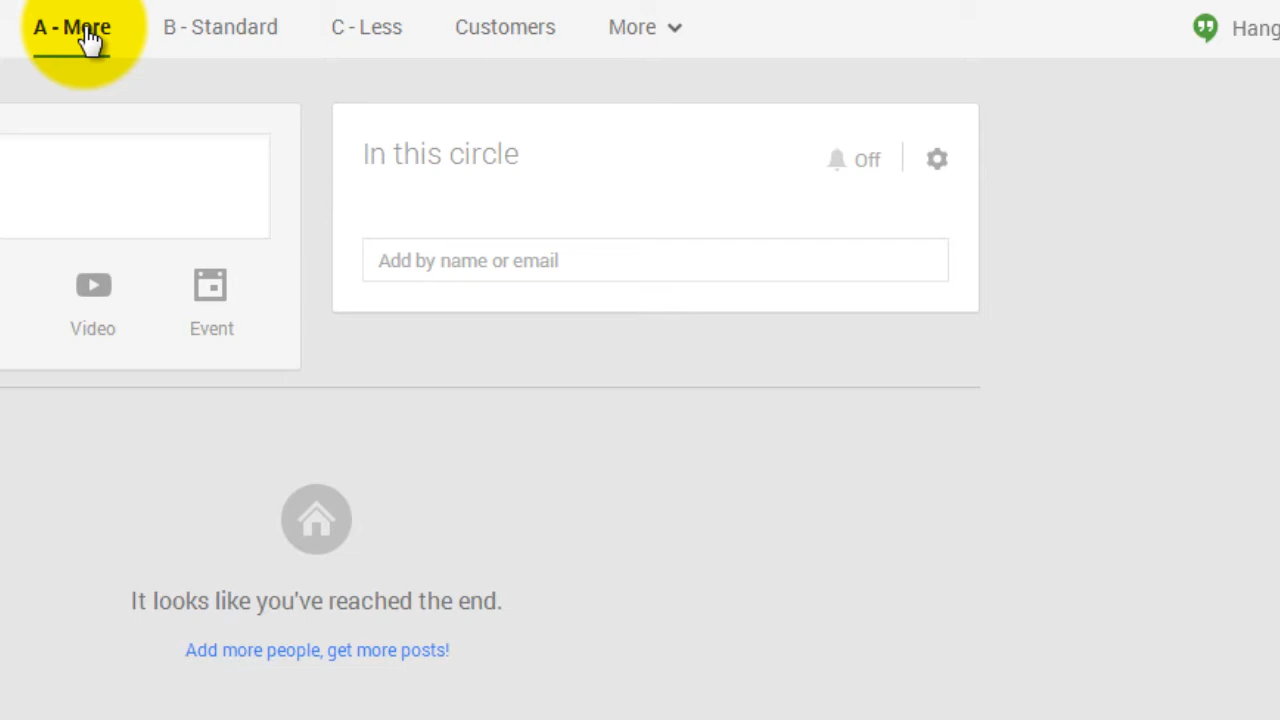 A - More B - Standard C - Less Customers More
Hang
In this circle
Off
Add by name or email
Video Event
It looks like you've reached the end.
Add more people, get more posts!